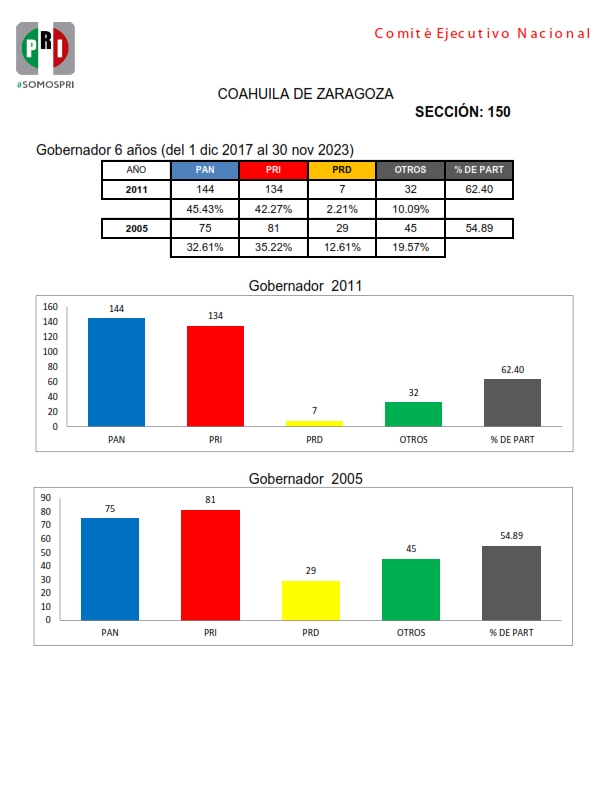 PRI
#SOMOSPRI
Comité Ejecutivo Nacional
COAHUILA DE ZARAGOZA
SECCIÓN: 150
Gobernador 6 años (del 1 dic 2017 al 30 nov 2023)
AÑO PAN PRI PRD OTROS % DE PART
2011 144 134 7 32 62.40
45.43% 42.27% 2.21% 10.09%
2005 75 81 29 45 54.89
32.61% 35.22% 12.61% 19.57%
Gobernador 2011
160
140
120
100
80
60
40
20
0
144
134
7
32
62.40
PAN PRI PRD OTROS % DE PART
Gobernador 2005
90
80
70
60
50
40
30
20
10
0
75
81
29
45
54.89
PAN PRI PRD OTROS % DE PART